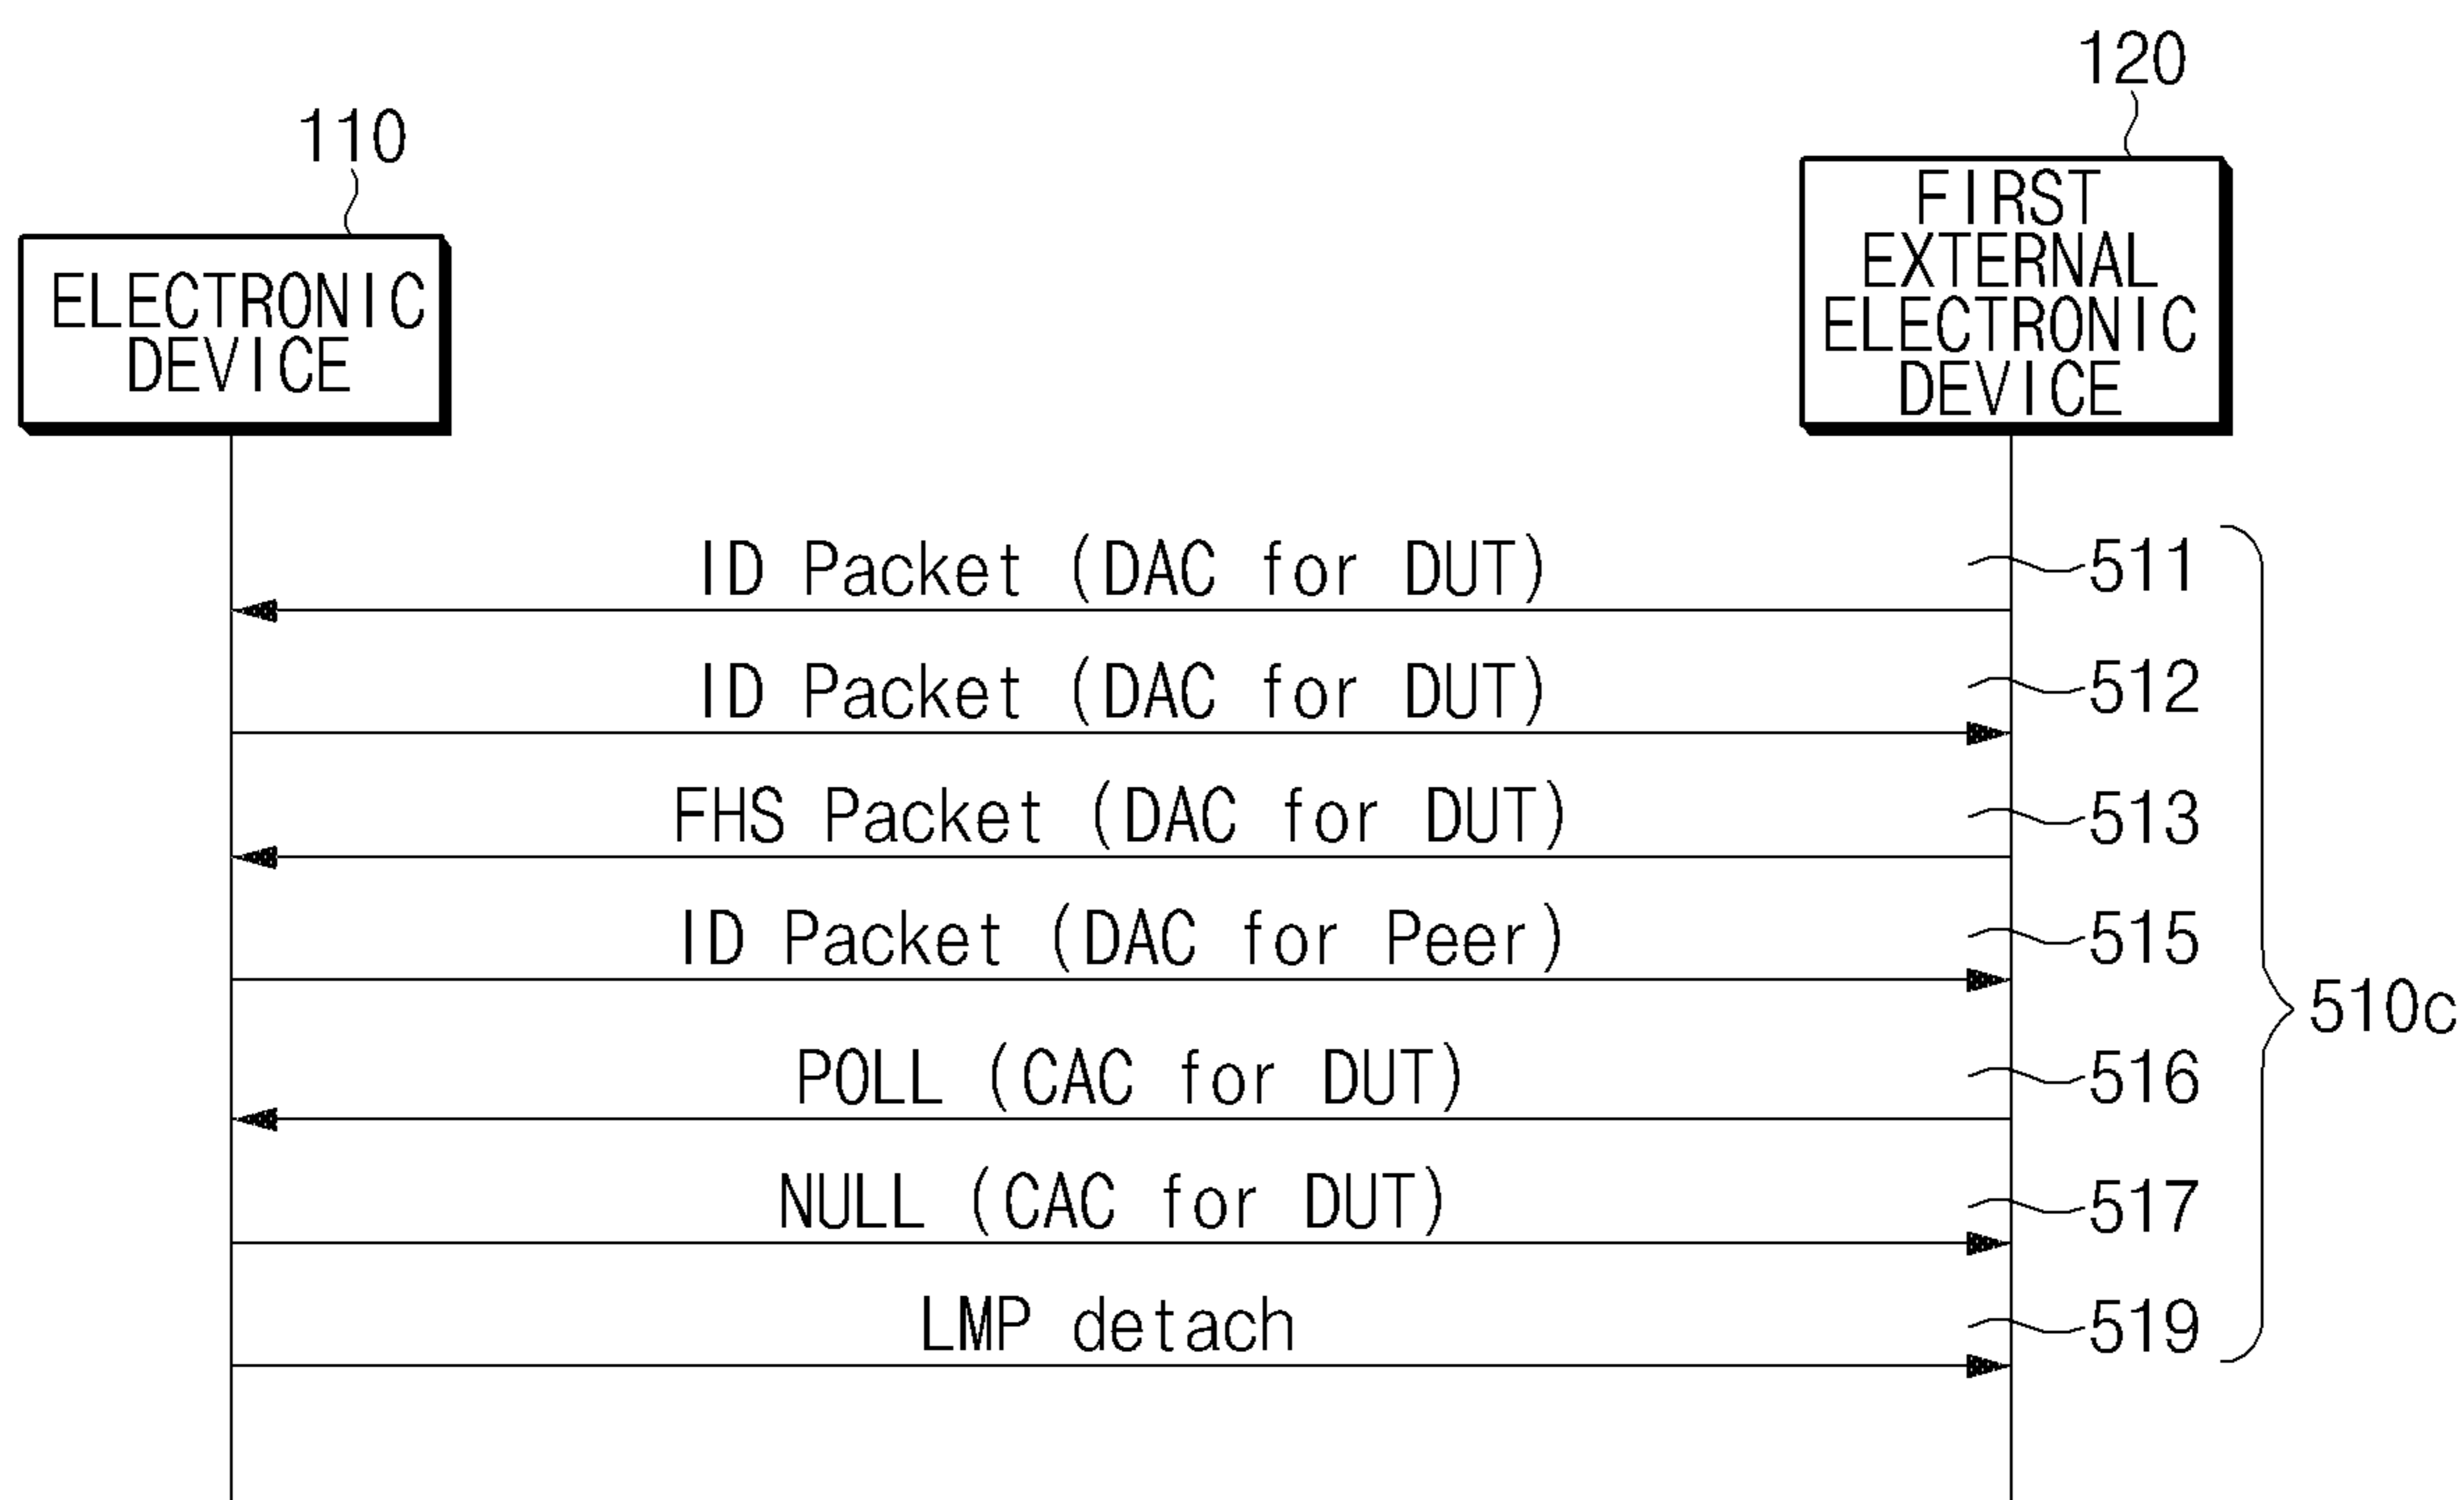 120
110
FIRST
EXTERNAL
ELECTRONIC
DEVICE
ELECTRONIC
DEVICE
ID Packet (DAC for DUT) 511
ID Packet (DAC for DUT) 512
FHS Packet (DAC for DUT) 513
ID Packet (DAC for Peer) 515
510c
POLL (CAC for DUT) 516
NULL (CAC for DUT) 517
LMP detach 519